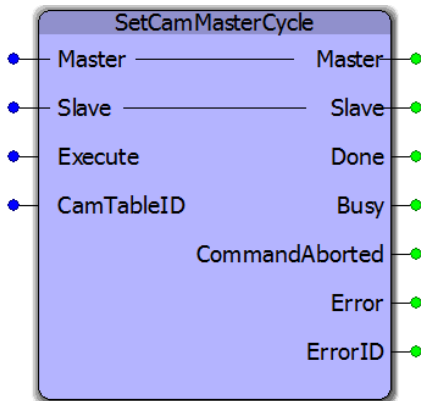 SetCamMasterCycle
Master Master
Slave Slave
Execute Done
CamTableID Busy
CommandAborted
Error
ErrorID